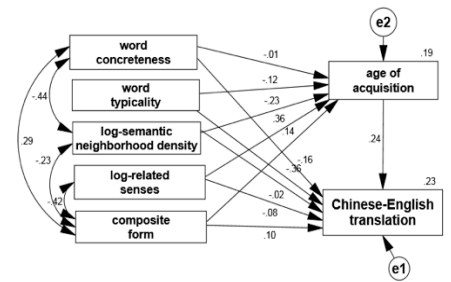 e2
word
concreteness
-.01
.19
age of
acquisition
word
typicality
-.12
-.44
-.23
log-semantic
neighborhood density
.36
.14
.29
.24
-.23
log-related
senses
-.16
-.36
-.02
.23
-.42
Chinese-English
translation
composite
form
-.08
.10
e1